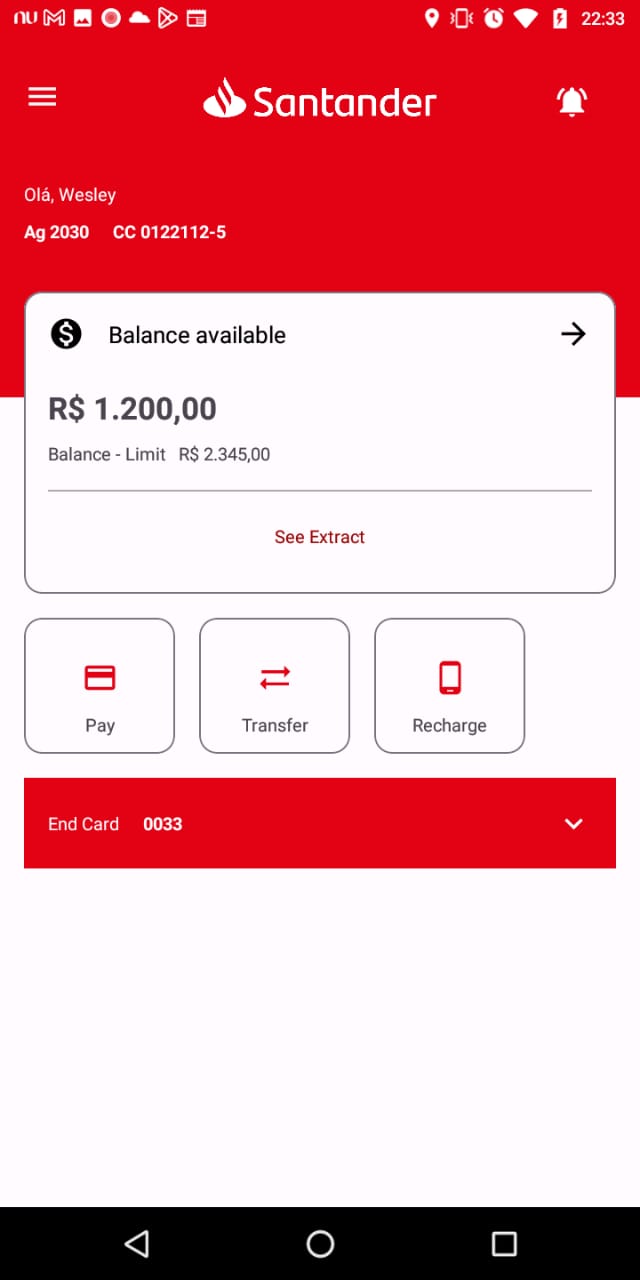 nu 22:33
Santander
Olá, Wesley
Ag 2030 CC 0122112-5
Balance available
R$ 1.200,00
Balance - Limit R$ 2.345,00
See Extract
Pay Transfer Recharge
End Card 0033